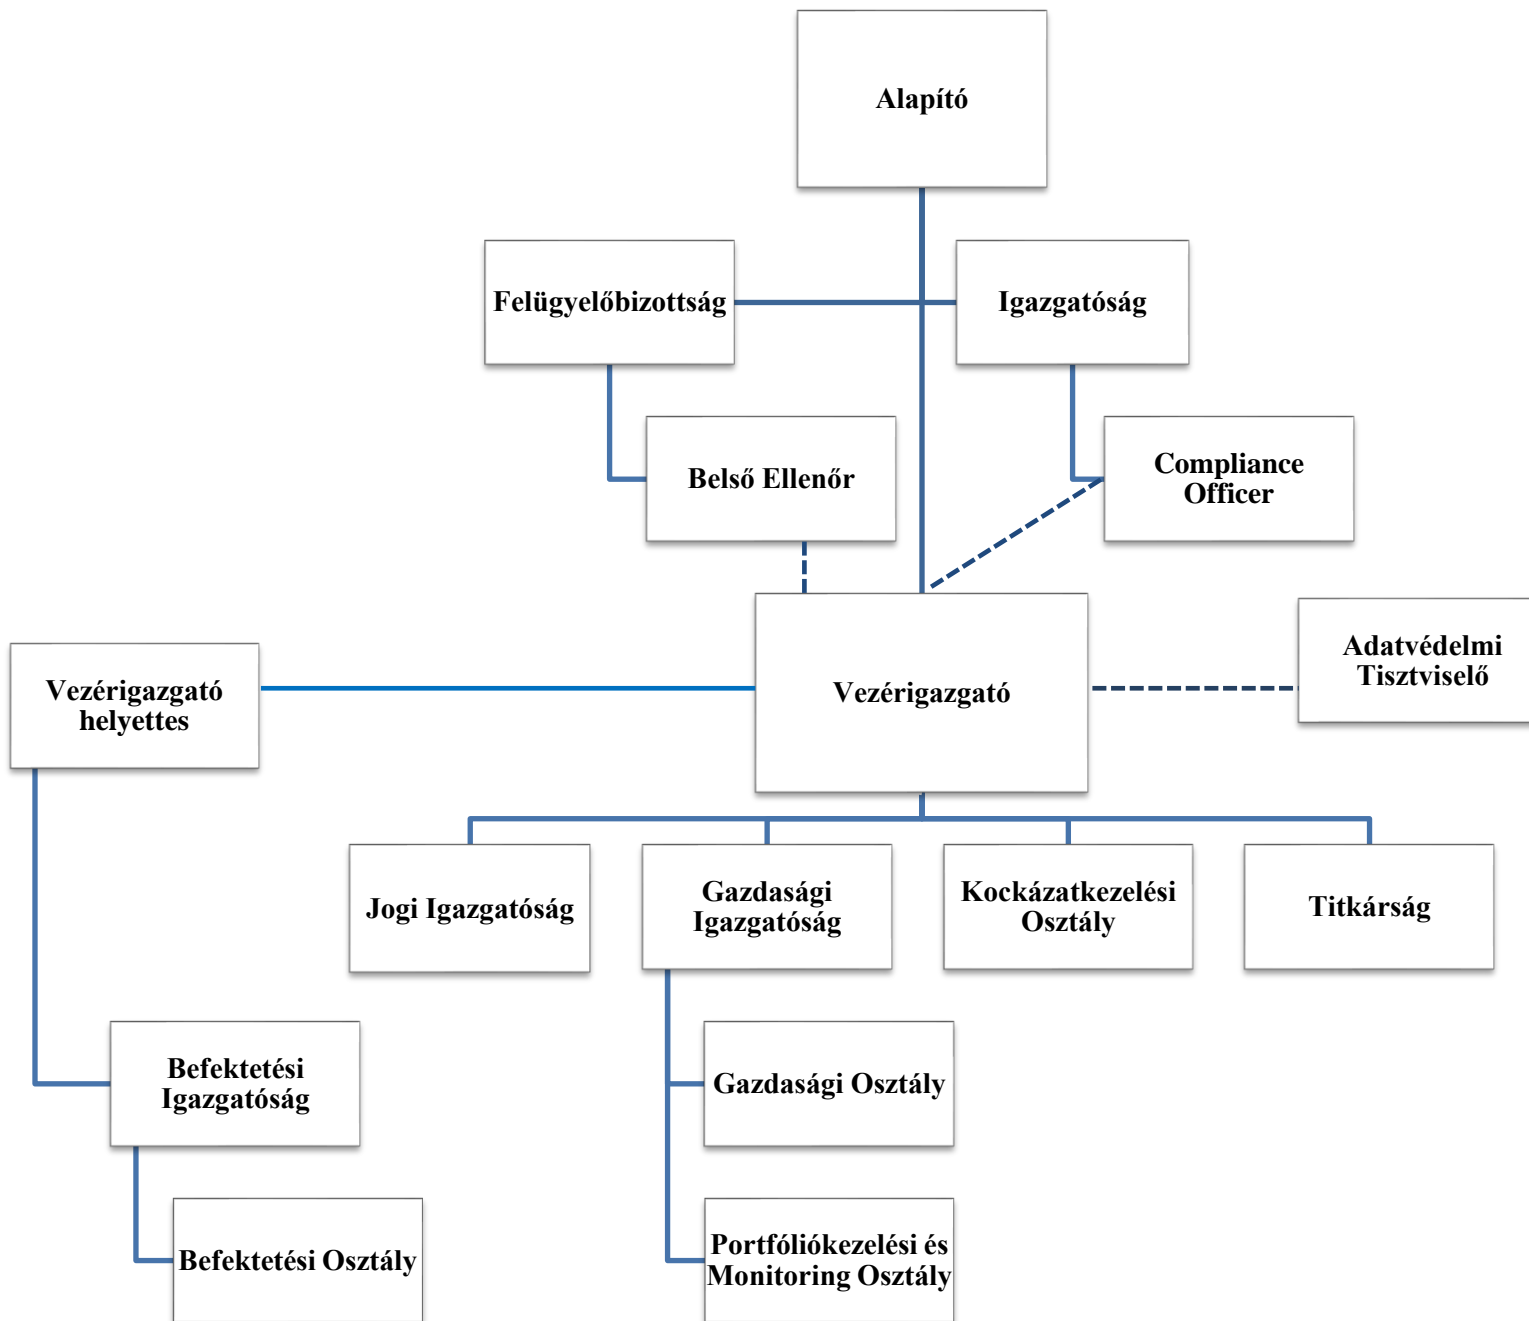 Alapító
Felügyelőbizottság
Igazgatóság
Belső Ellenőr
Compliance
Officer
Vezérigazgató
helyettes
Vezérigazgató
Adatvédelmi
Tisztviselő
Jogi Igazgatóság
Gazdasági
Igazgatóság
Kockázatkezelési
Osztály
Titkárság
Befektetési
Igazgatóság
Gazdasági Osztály
Befektetési Osztály
Portfóliókezelési és
Monitoring Osztály